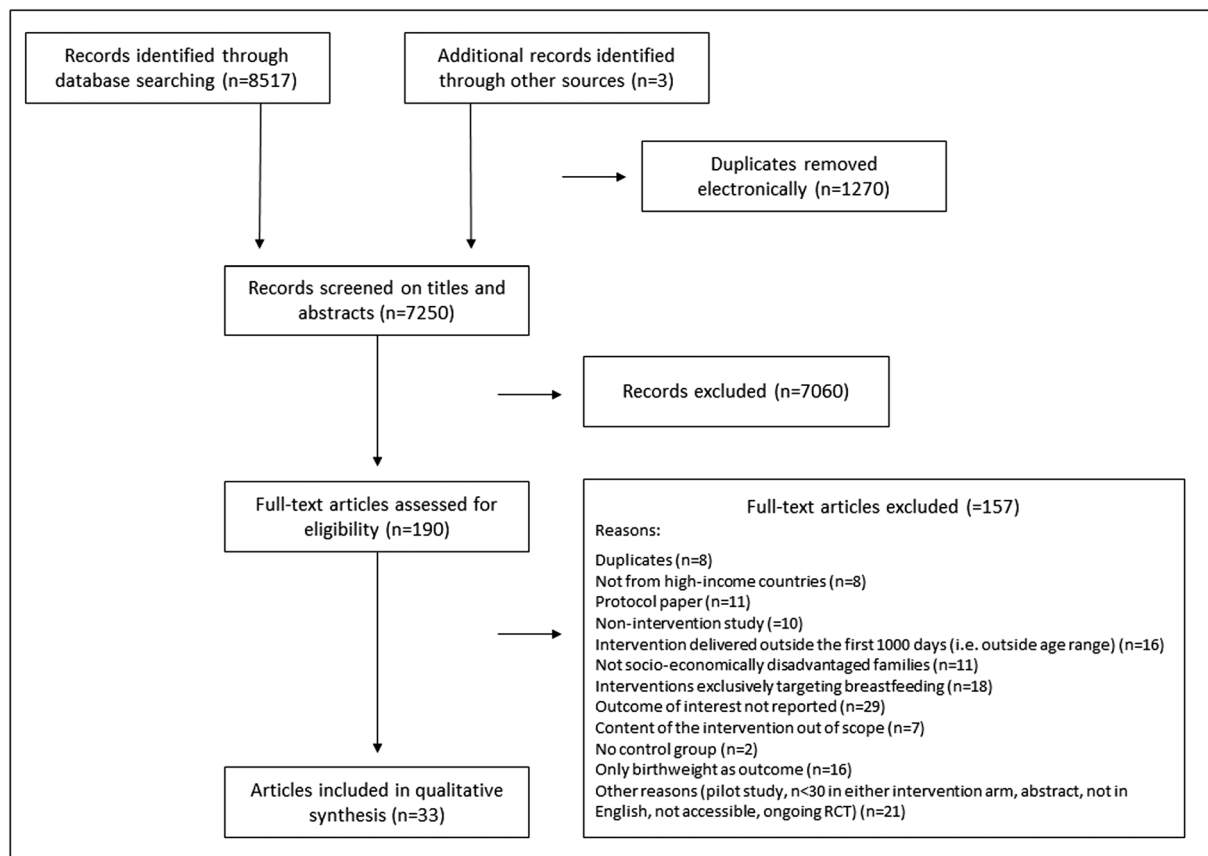 Records identified through
database searching (n=8517)
Additional records identified
through other sources (n=3)
Duplicates removed
electronically (n=1270)
Records screened on titles and
abstracts (n=7250)
Records excluded (n=7060)
Full-text articles assessed for
eligibility (n=190)
Full-text articles excluded (=157)
Reasons:
Duplicates (n=8)
Not from high-income countries (n=8)
Protocol paper (n=11)
Non-intervention study (=10)
Intervention delivered outside the first 1000 days (i.e. outside age range) (n=16)
Not socio-economically disadvantaged families (n=11)
Interventions exclusively targeting breastfeeding (n=18)
Outcome of interest not reported (n=29)
Content of the intervention out of scope (n=7)
No control group (n=2)
Only birthweight as outcome (n=16)
Other reasons (pilot study, n<30 in either intervention arm, abstract, not in
English, not accessible, ongoing RCT) (n=21)
Articles included in qualitative
synthesis (n=33)